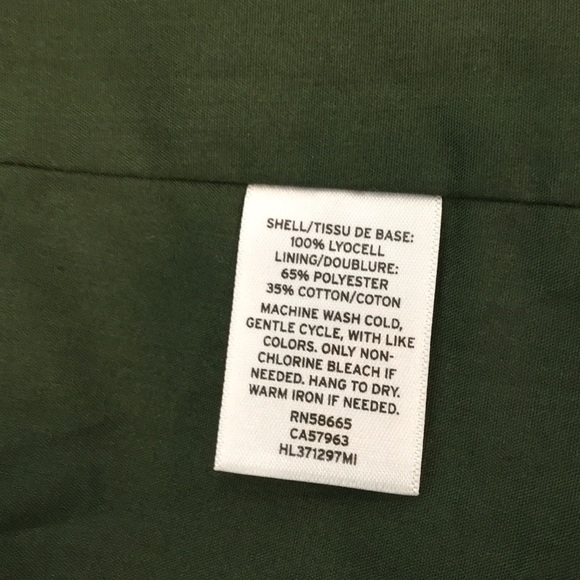 SHELL/TISSU DE BASE:
100% LYOCELL
LINING/DOUBLURE:
65% POLYESTER
35% COTTON/COTON
MACHINE WASH COLD,
GENTLE CYCLE, WITH LIKE
COLORS. ONLY NON-
CHLORINE BLEACH IF
NEEDED. HANG TO DRY.
WARM IRON IF NEEDED.
RN58665
CA57963
HL371297MI